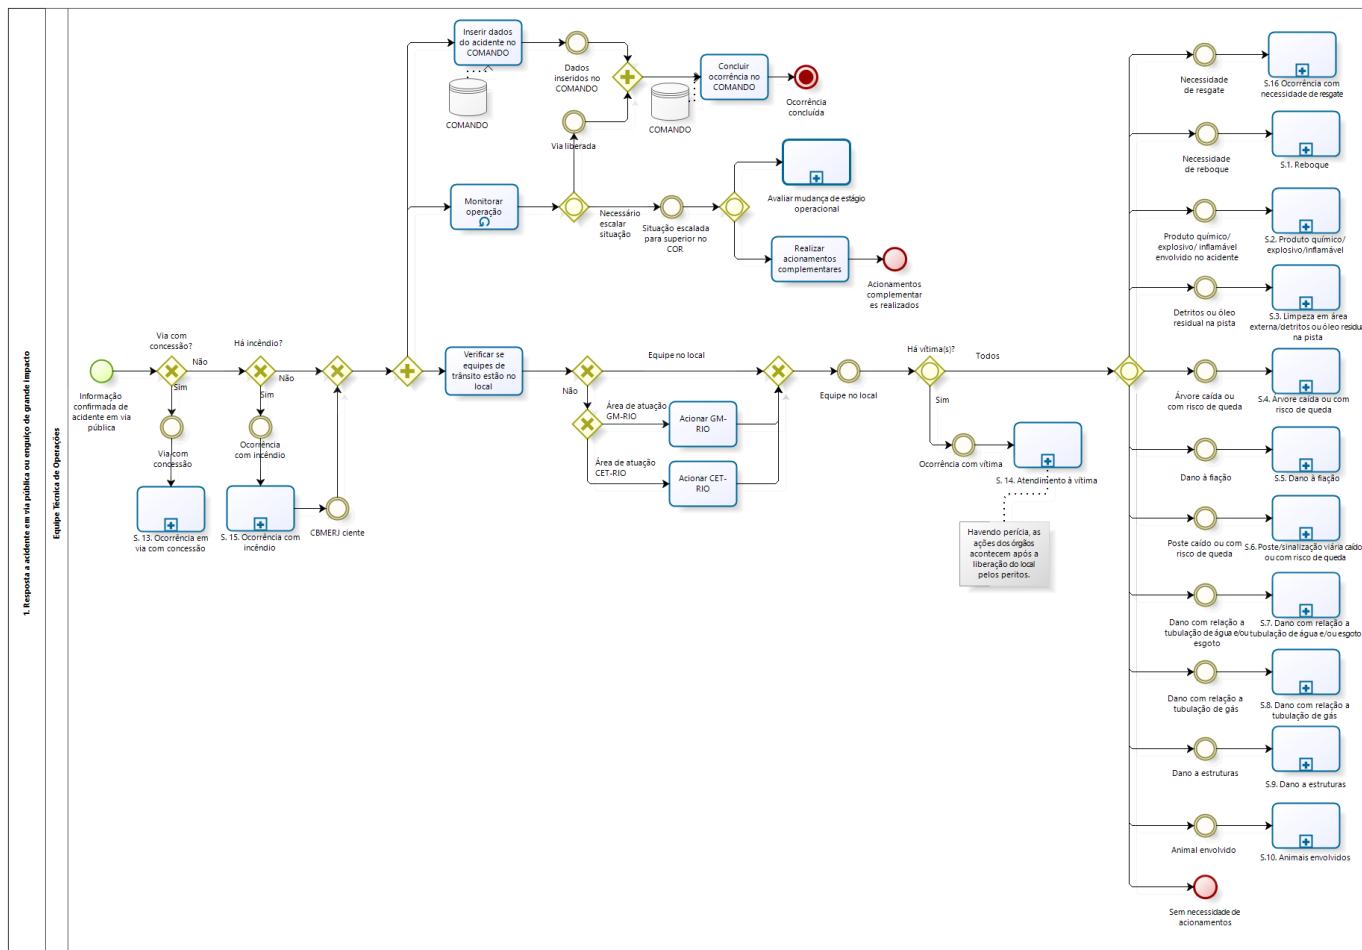 1. Resposta a acidente em via pública ou enguiço de grande impacto
Equipe Técnica de Operações
Informação
confirmada de
acidente em via
pública
Via com
concessão?
Não
Sim
Via com
concessão
S. 13. Ocorrência em
via com concessão
Há incêndio?
Não
Sim
Ocorrência
com incêndio
S. 15. Ocorrência com
incêndio
CBMERJ ciente
Inserir dados
do acidente no
COMANDO
COMANDO
Dados
inseridos no
COMANDO
Via liberada
COMANDO
Concluir
ocorrência no
COMANDO
Ocorrência
concluída
Monitorar
operação
Necessário
escalar
situação
Situação escalada
para superior no
COR
Avaliar mudança de estágio
operacional
Realizar
acionamentos
complementares
Acionamentos
complementar
es realizados
Verificar se
equipes de
trânsito estão no
local
Equipe no local
Não
Área de atuação
GM-RIO
Acionar GM-
RIO
Área de atuação
CET-RIO
Acionar CET-
RIO
Equipe no local
Há vítima(s)?
Todos
Sim
Ocorrência com vítima
S. 14. Atendimento à vítima
Havendo perícia, as
ações dos órgãos
acontecem após a
liberação do local
pelos peritos.
Necessidade
de resgate
S.16 Ocorrência com
necessidade de resgate
Necessidade
de reboque
S.1. Reboque
Produto químico/
explosivo/ inflamável
envolvido no acidente
S.2. Produto químico/
explosivo/inflamável
Detritos ou óleo
residual na pista
S.3. Limpeza em área
externa/detritos ou óleo residu
na pista
Árvore caída ou
com risco de queda
S.4. Árvore caída ou com
risco de queda
Dano à fiação
S.5. Dano à fiação
Poste caído ou com
risco de queda
S.6. Poste/sinalização viária caído
ou com risco de queda
Dano com relação a
tubulação de água e/ou
esgoto
S.7. Dano com relação a
tubulação de água e/ou esgoto
Dano com relação a
tubulação de gás
S.8. Dano com relação a
tubulação de gás
Dano a estruturas
S.9. Dano a estruturas
Animal envolvido
S.10. Animais envolvidos
Sem necessidade de
acionamentos